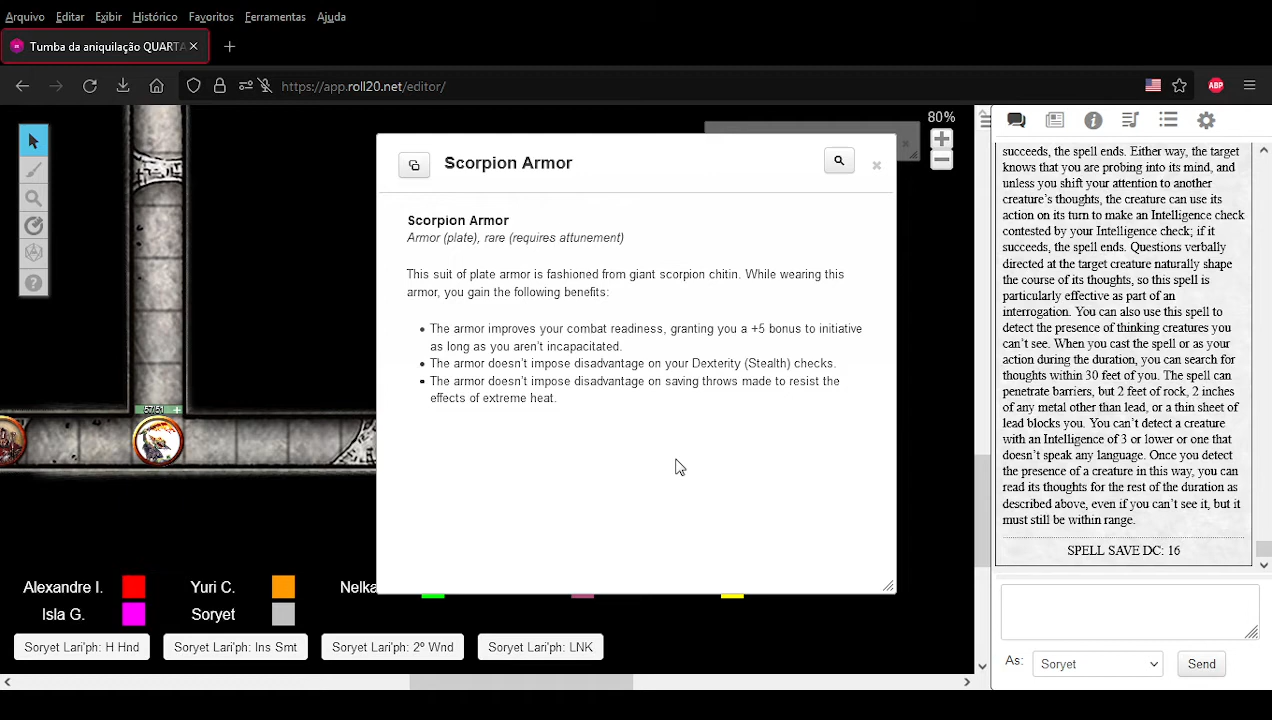 Arquivo Editar Exibir Histórico Favoritos Ferramentas Ajuda
Tumba da aniquilação QUARTA
https://app.roll20.net/editor/
ABP
80%
Scorpion Armor
Scorpion Armor
Armor (plate), rare (requires attunement)
This suit of plate armor is fashioned from giant scorpion chitin. While wearing this
armor, you gain the following benefits:
• The armor improves your combat readiness, granting you a +5 bonus to initiative
as long as you aren't incapacitated.
• The armor doesn't impose disadvantage on your Dexterity (Stealth) checks.
• The armor doesn't impose disadvantage on saving throws made to resist the
effects of extreme heat.
57/51
succeeds, the spell ends. Either way, the target
knows that you are probing into its mind, and
unless you shift your attention to another
creature's thoughts, the creature can use its
action on its turn to make an Intelligence check
contested by your Intelligence check; if it
succeeds, the spell ends. Questions verbally
directed at the target creature naturally shape
the course of its thoughts, so this spell is
particularly effective as part of an
interrogation. You can also use this spell to
detect the presence of thinking creatures you
can't see. When you cast the spell or as your
action during the duration, you can search for
thoughts within 30 feet of you. The spell can
penetrate barriers, but 2 feet of rock, 2 inches
of any metal other than lead, or a thin sheet of
lead blocks you. You can't detect a creature
with an Intelligence of 3 or lower or one that
doesn't speak any language. Once you detect
the presence of a creature in this way, you can
read its thoughts for the rest of the duration as
described above, even if you can't see it, but it
must still be within range.
SPELL SAVE DC: 16
Alexandre I. Yuri C. Nelka
Isla G. Soryet
Soryet Lari'ph: H Hnd Soryet Lari'ph: Ins Smt Soryet Lari'ph: 2º Wnd Soryet Lari'ph: LNK
As: Soryet Send